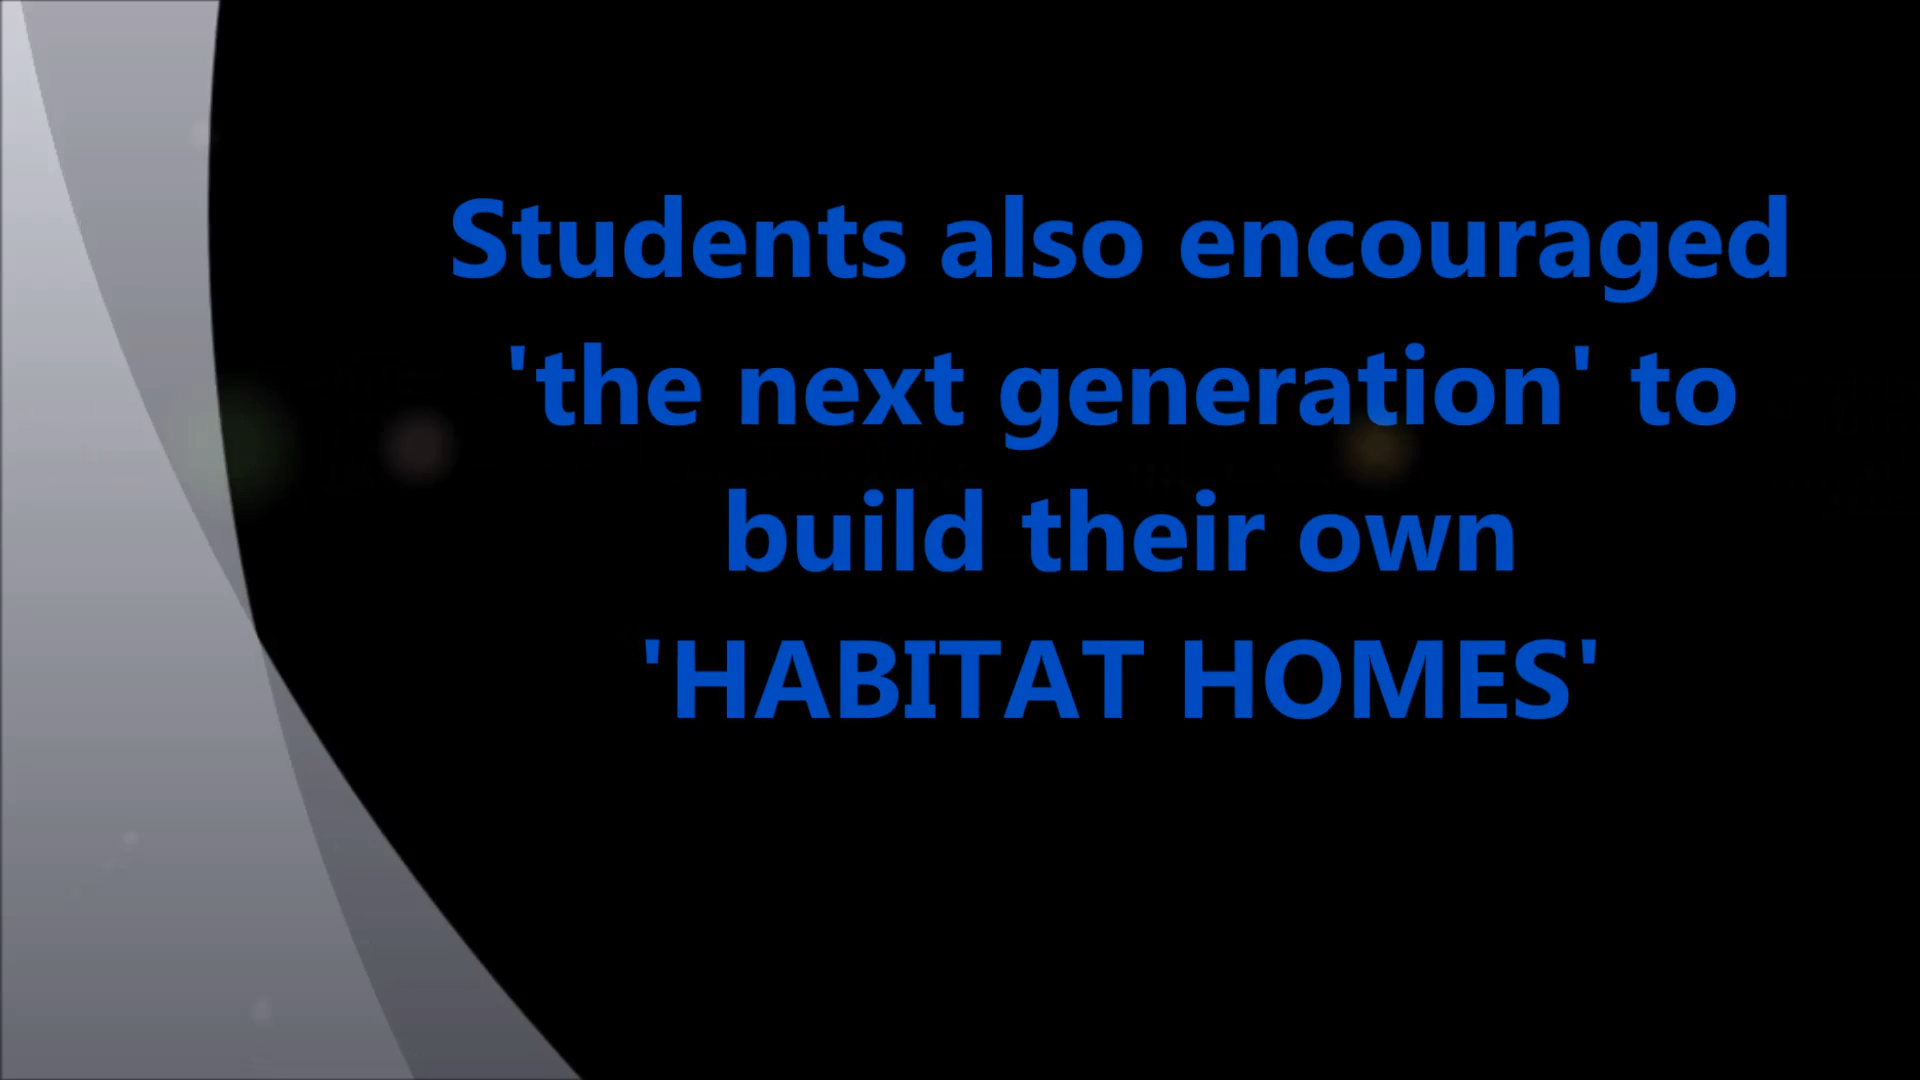 Students also encouraged
'the next generation' to
build their own
'HABITAT HOMES'